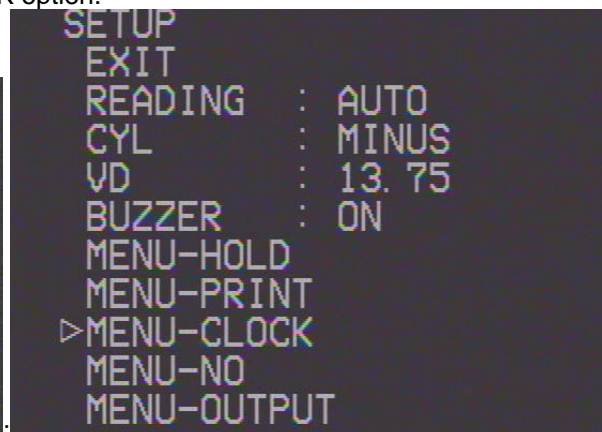 K option.
SETUP
EXIT
READING : AUTO
CYL : MINUS
VD : 13.75
BUZZER : ON
MENU-HOLD
MENU-PRINT
▷MENU-CLOCK
MENU-NO
MENU-OUTPUT
.